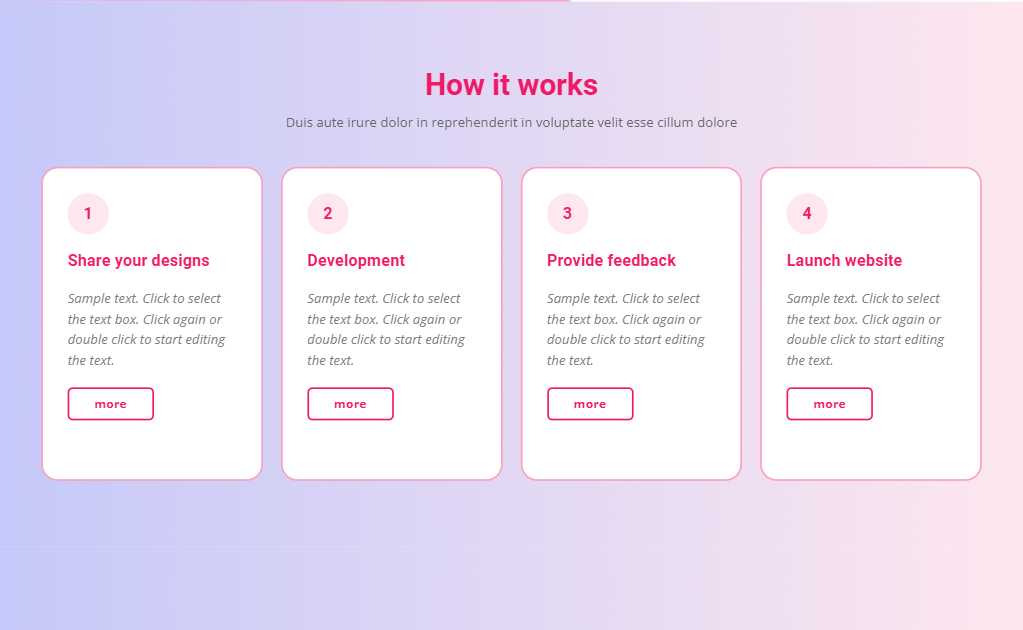 How it works
Duis aute irure dolor in reprehenderit in voluptate velit esse cillum dolore
1
Share your designs
Sample text. Click to select
the text box. Click again or
double click to start editing
the text.
more
2
Development
Sample text. Click to select
the text box. Click again or
double click to start editing
the text.
more
3
Provide feedback
Sample text. Click to select
the text box. Click again or
double click to start editing
the text.
more
4
Launch website
Sample text. Click to select
the text box. Click again or
double click to start editing
the text.
more